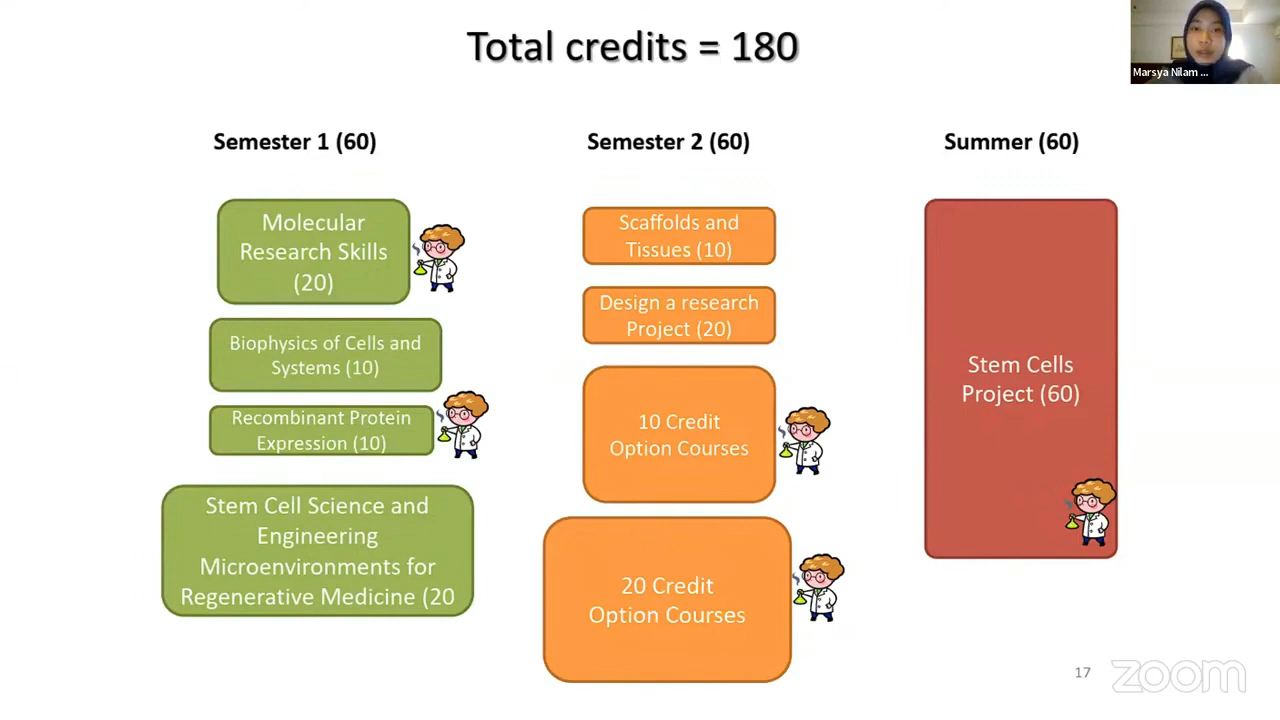 Total credits = 180
Marsya Nilam ...
Semester 1 (60)
Semester 2 (60)
Summer (60)
Molecular
Research Skills
(20)
Biophysics of Cells and
Systems (10)
Recombinant Protein
Expression (10)
Stem Cell Science and
Engineering
Microenvironments for
Regenerative Medicine (20
Scaffolds and
Tissues (10)
Design a research
Project (20)
10 Credit
Option Courses
20 Credit
Option Courses
Stem Cells
Project (60)
17
zoom